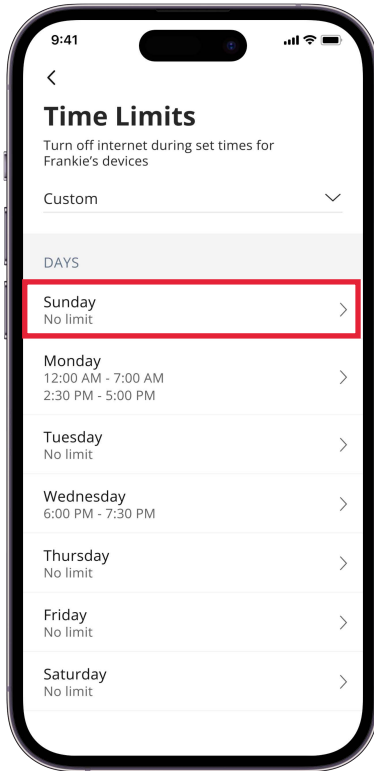 9:41
Time Limits
Turn off internet during set times for
Frankie's devices
Custom
DAYS
Sunday
No limit
Monday
12:00 AM - 7:00 AM
2:30 PM - 5:00 PM
Tuesday
No limit
Wednesday
6:00 PM - 7:30 PM
Thursday
No limit
Friday
No limit
Saturday
No limit